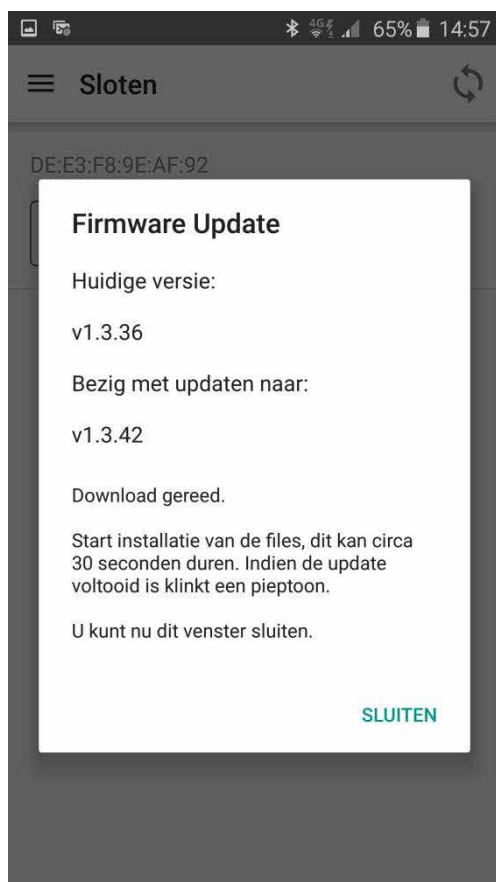 4G 65% 14:57
Sloten
DE:E3:F8:9E:AF:92
Firmware Update
Huidige versie:
v1.3.36
Bezig met updaten naar:
v1.3.42
Download gereed.
Start installatie van de files, dit kan circa
30 seconden duren. Indien de update
voltooid is klinkt een pieptoon.
U kunt nu dit venster sluiten.
SLUITEN